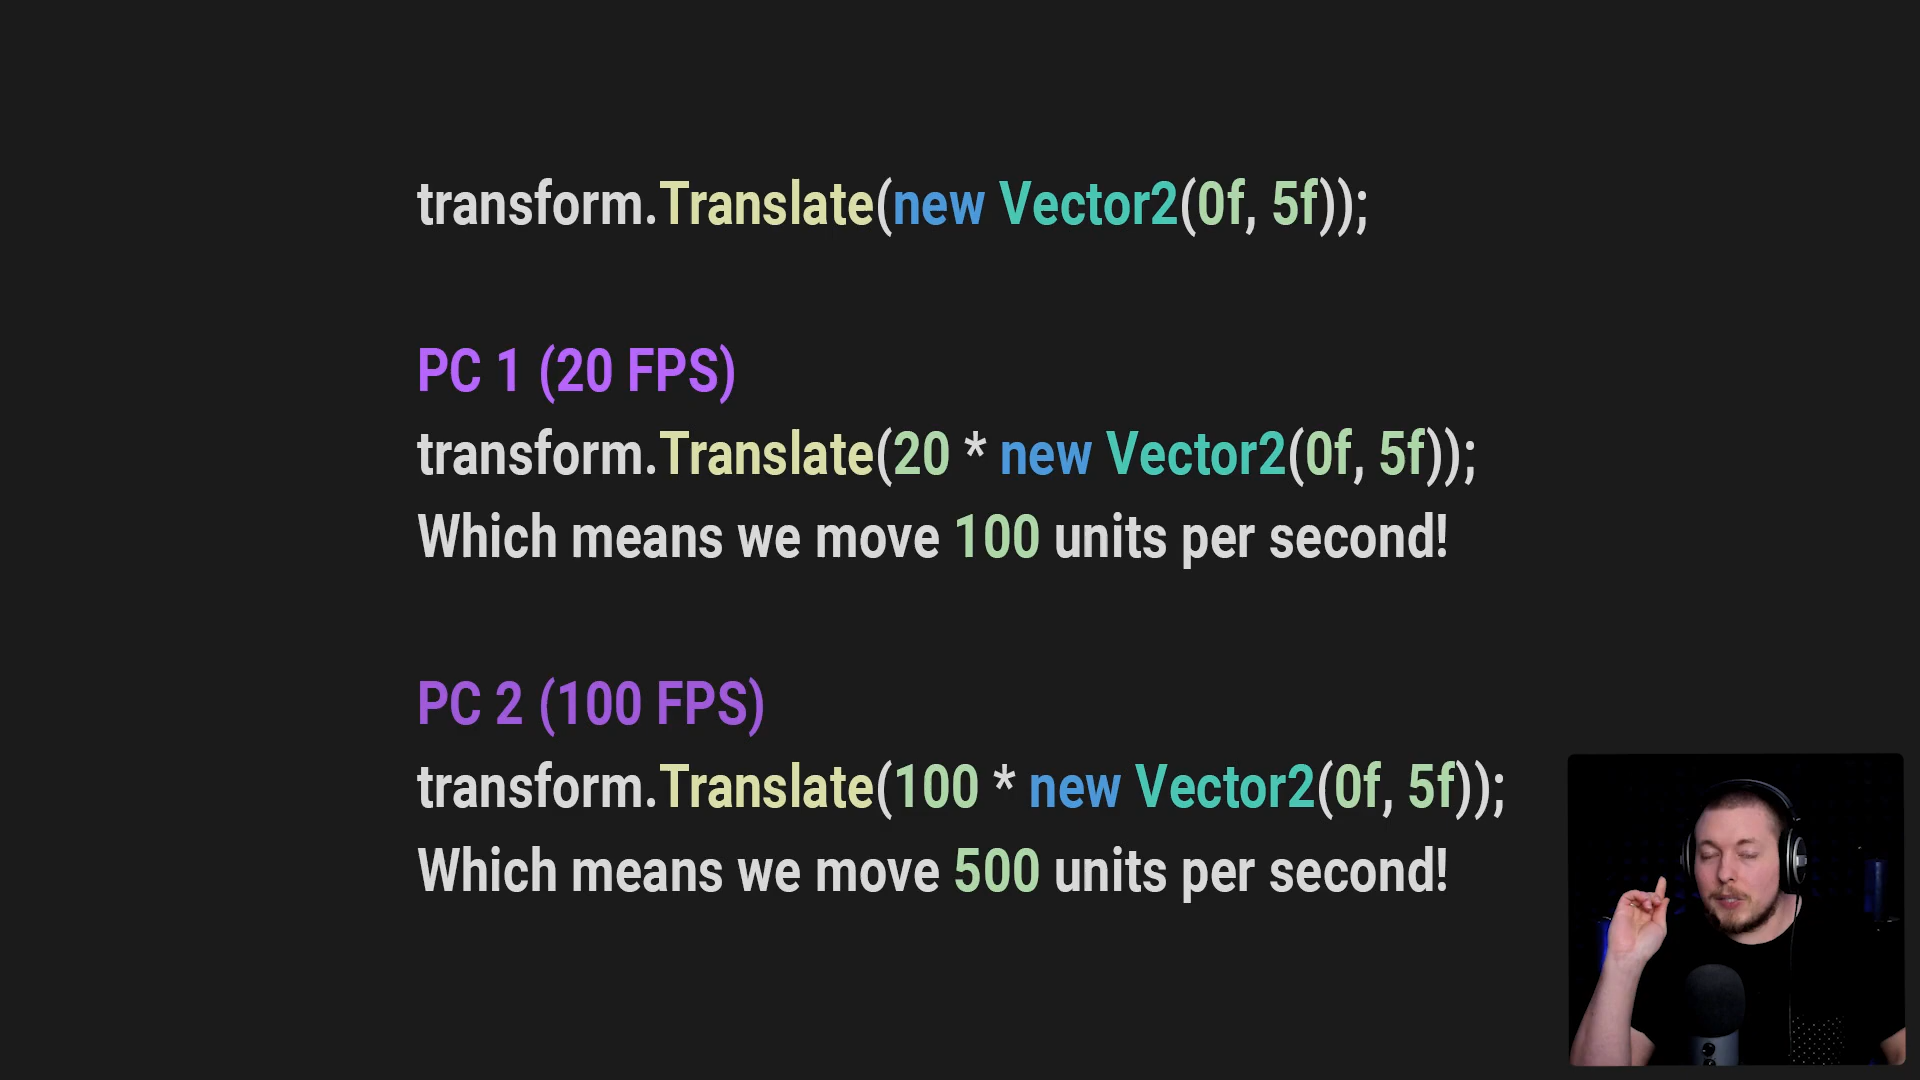 transform.Translate(new Vector2(0f, 5f));
PC 1 (20 FPS)
transform.Translate(20 * new Vector2(0f, 5f));
Which means we move 100 units per second!
PC 2 (100 FPS)
transform.Translate(100 * new Vector2(0f, 5f));
Which means we move 500 units per second!